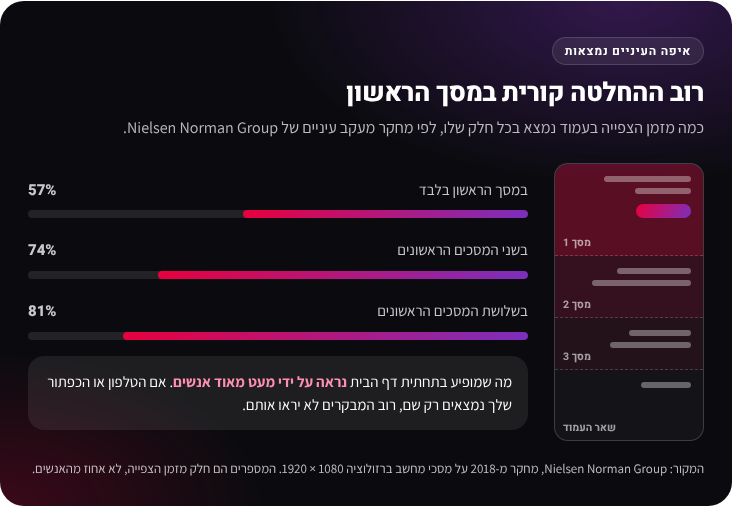 איפה העיניים נמצאות
רוב ההחלטה קורית במסך הראשון
כמה מזמן הצפייה בעמוד נמצא בכל חלק שלו, לפי מחקר מעקב עיניים של Nielsen Norman Group.
מסך 1
מסך 2
מסך 3
שאר העמוד
במסך הראשון בלבד 57%
בשני המסכים הראשונים 74%
בשלושת המסכים הראשונים 81%
מה שמופיע בתחתית דף הבית נראה על ידי מעט מאוד אנשים. אם הטלפון או הכפתור
שלך נמצאים רק שם, רוב המבקרים לא יראו אותם.
המקור: Nielsen Norman Group, מחקר מ-2018 על מסכי מחשב ברזולוציה 1080 × 1920. המספרים הם חלק מזמן הצפייה, לא אחוז מהאנשים.